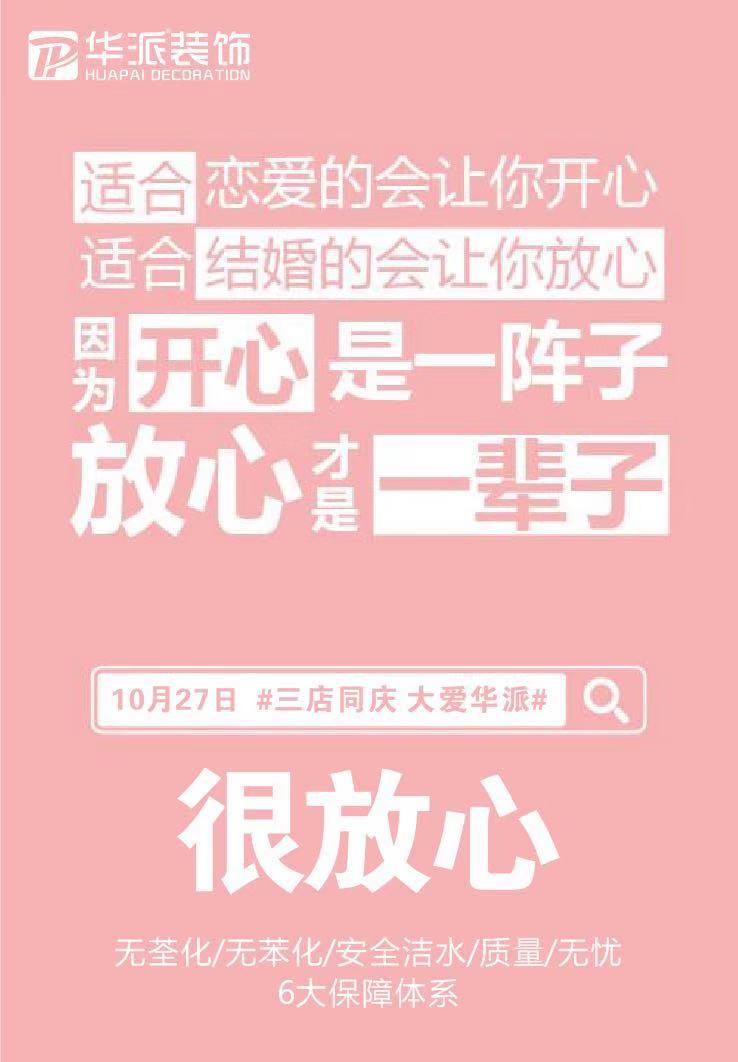 华派装饰
HUAPAI DECORATION
适合恋爱的会让你开心
适合结婚的会让你放心
因为开心是一阵子
放心才是一辈子
10月27日 #三店同庆 大爱华派#
很放心
无荃化/无苯化/安全洁水/质量/无忧
6大保障体系